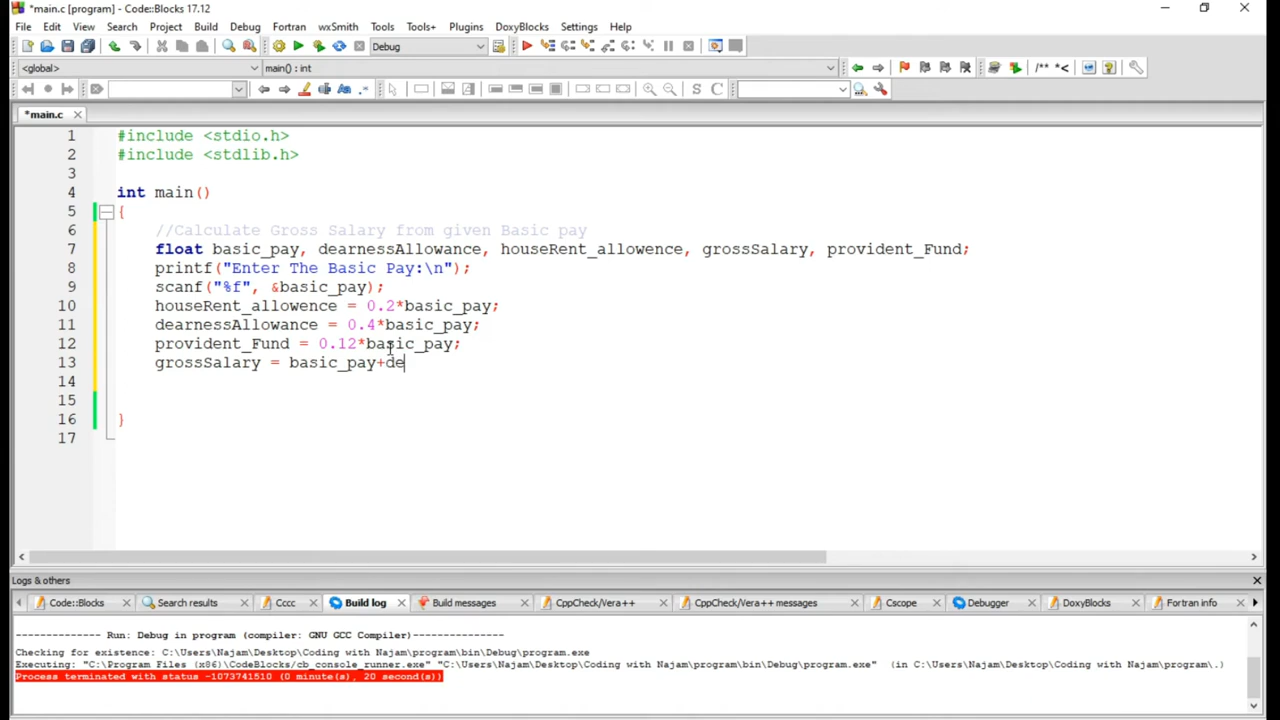 *main.c [program] - Code::Blocks 17.12
File Edit View Search Project Build Debug Fortran wxSmith Tools Tools+ Plugins DoxyBlocks Settings Help
Debug
<global> main() : int /** *<
S C
*main.c
1 #include <stdio.h>
2 #include <stdlib.h>
3
4 int main()
5 {
6 //Calculate Gross Salary from given Basic pay
7 float basic_pay, dearnessAllowance, houseRent_allowence, grossSalary, provident_Fund;
8 printf("Enter The Basic Pay:\n");
9 scanf("%f", &basic_pay);
10 houseRent_allowence = 0.2*basic_pay;
11 dearnessAllowance = 0.4*basic_pay;
12 provident_Fund = 0.12*basic_pay;
13 grossSalary = basic_pay+de
14
15
16 }
17
Logs & others
Code::Blocks Search results Cccc Build log Build messages CppCheck/Vera++ CppCheck/Vera++ messages Cscope Debugger DoxyBlocks Fortran info
-------------- Run: Debug in program (compiler: GNU GCC Compiler)---------------
Checking for existence: C:\Users\Najam\Desktop\Coding with Najam\program\bin\Debug\program.exe
Executing: "C:\Program Files (x86)\CodeBlocks/cb_console_runner.exe" "C:\Users\Najam\Desktop\Coding with Najam\program\bin\Debug\program.exe" (in C:\Users\Najam\Desktop\Coding with Najam\program\.)
Process terminated with status -1073741510 (0 minute(s), 20 second(s))